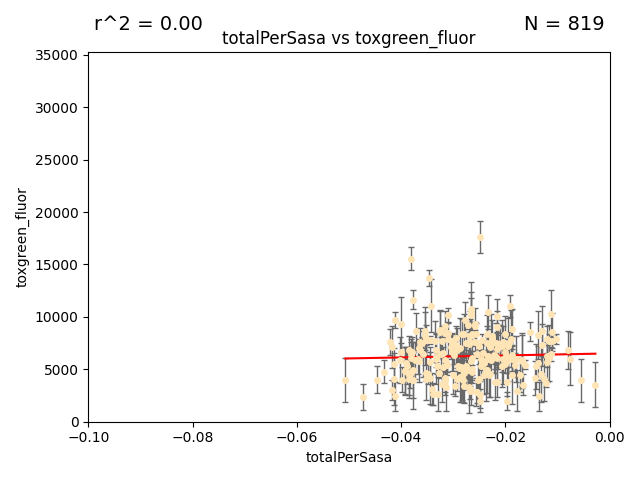 r^2 = 0.00
N = 819
totalPerSasa vs toxgreen_fluor
35000
30000
25000
20000
15000
10000
5000
0
toxgreen_fluor
−0.10
−0.08
−0.06
−0.04
−0.02
0.00
totalPerSasa